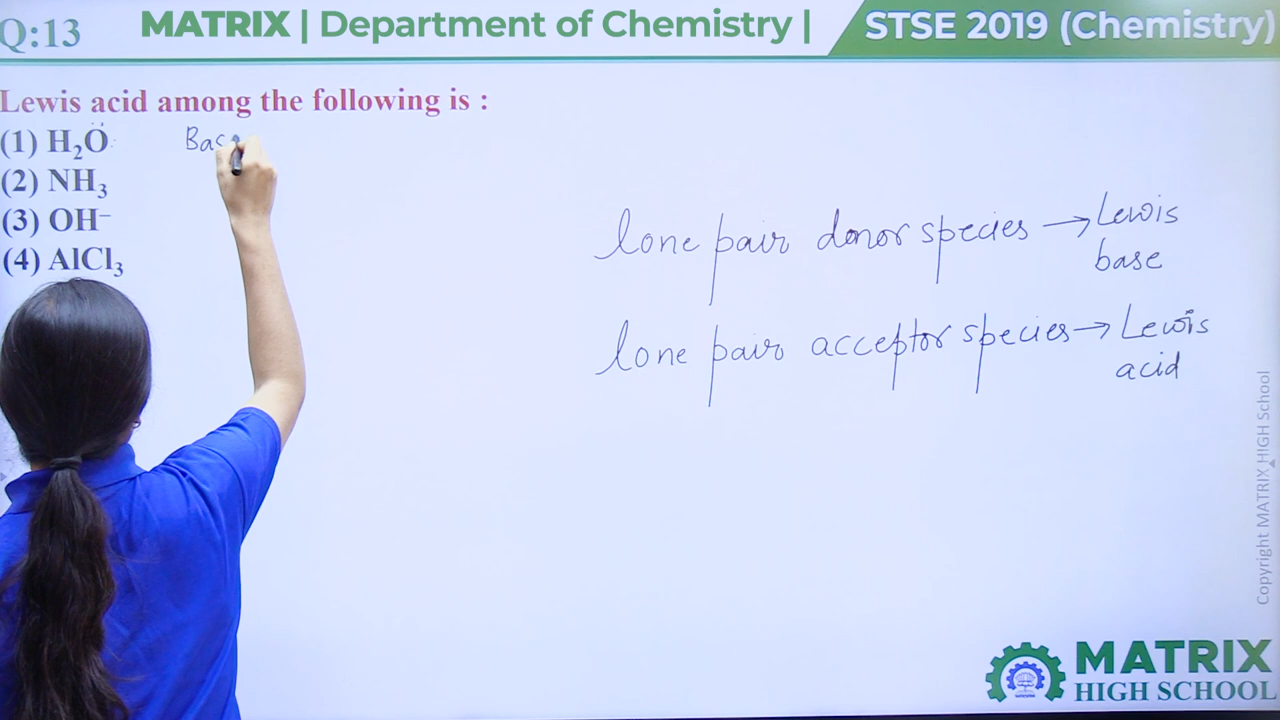 Q:13
MATRIX | Department of Chemistry |
STSE 2019 (Chemistry)
Lewis acid among the following is :
(1) H₂O
Bas
(2) NH₃
(3) OH⁻
(4) AlCl₃
lone pair donor species → Lewis
base
lone pair acceptor species → Lewis
acid
Copyright MATRIX HIGH School
MATRIX
HIGH SCHOOL